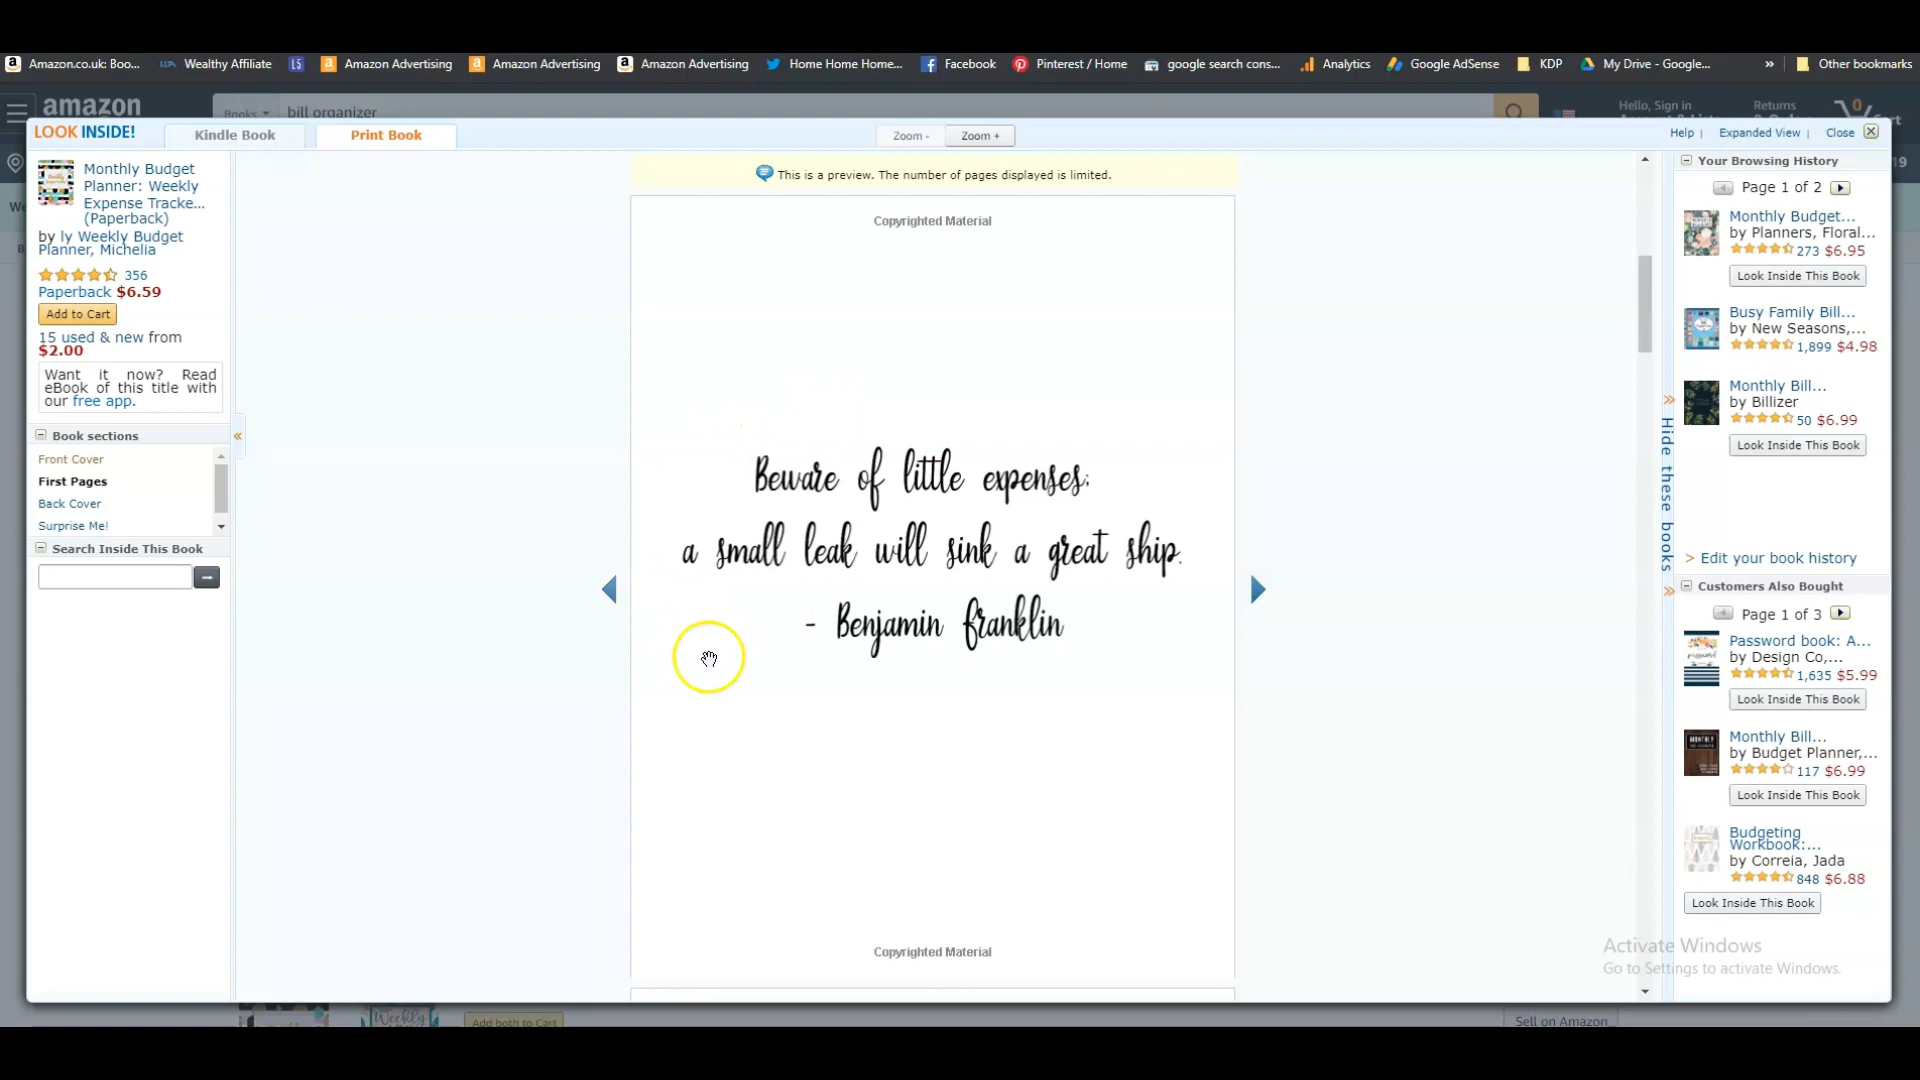 Amazon.co.uk: Boo...
Wealthy Affiliate
LS
Amazon Advertising
Amazon Advertising
Amazon Advertising
Home Home Home...
Facebook
Pinterest / Home
google search cons...
Analytics
Google AdSense
KDP
My Drive - Google...
»
Other bookmarks
amazon
Books
bill organizer
Hello, Sign in
Returns
0
LOOK INSIDE!
Kindle Book
Print Book
Zoom -
Zoom +
Help |
Expanded View |
Close
Monthly Budget
Planner: Weekly
Expense Tracke...
(Paperback)
by ly Weekly Budget
Planner, Michelia
356
Paperback $6.59
Add to Cart
15 used & new from
$2.00
Want it now? Read
eBook of this title with
our free app.
Book sections
Front Cover
First Pages
Back Cover
Surprise Me!
Search Inside This Book
«
This is a preview. The number of pages displayed is limited.
Copyrighted Material
Beware of little expenses;
a small leak will sink a great ship.
- Benjamin Franklin
Copyrighted Material
» Hide these books »
Your Browsing History
Page 1 of 2
Monthly Budget...
by Planners, Floral...
273 $6.95
Look Inside This Book
Busy Family Bill...
by New Seasons,...
1,899 $4.98
Monthly Bill...
by Billizer
50 $6.99
Look Inside This Book
> Edit your book history
Customers Also Bought
Page 1 of 3
Password book: A...
by Design Co,...
1,635 $5.99
Look Inside This Book
Monthly Bill...
by Budget Planner,...
117 $6.99
Look Inside This Book
Budgeting
Workbook:...
by Correia, Jada
848 $6.88
Look Inside This Book
Activate Windows
Go to Settings to activate Windows.
Weekly
Add both to Cart
Sell on Amazon